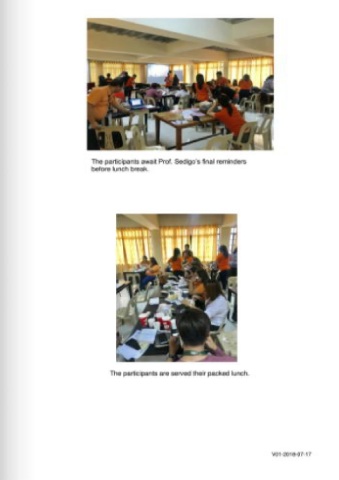 The participants await Prof. Sedigo's final reminders
before lunch break.
The participants are served their packed lunch.
V01-2018-07-17